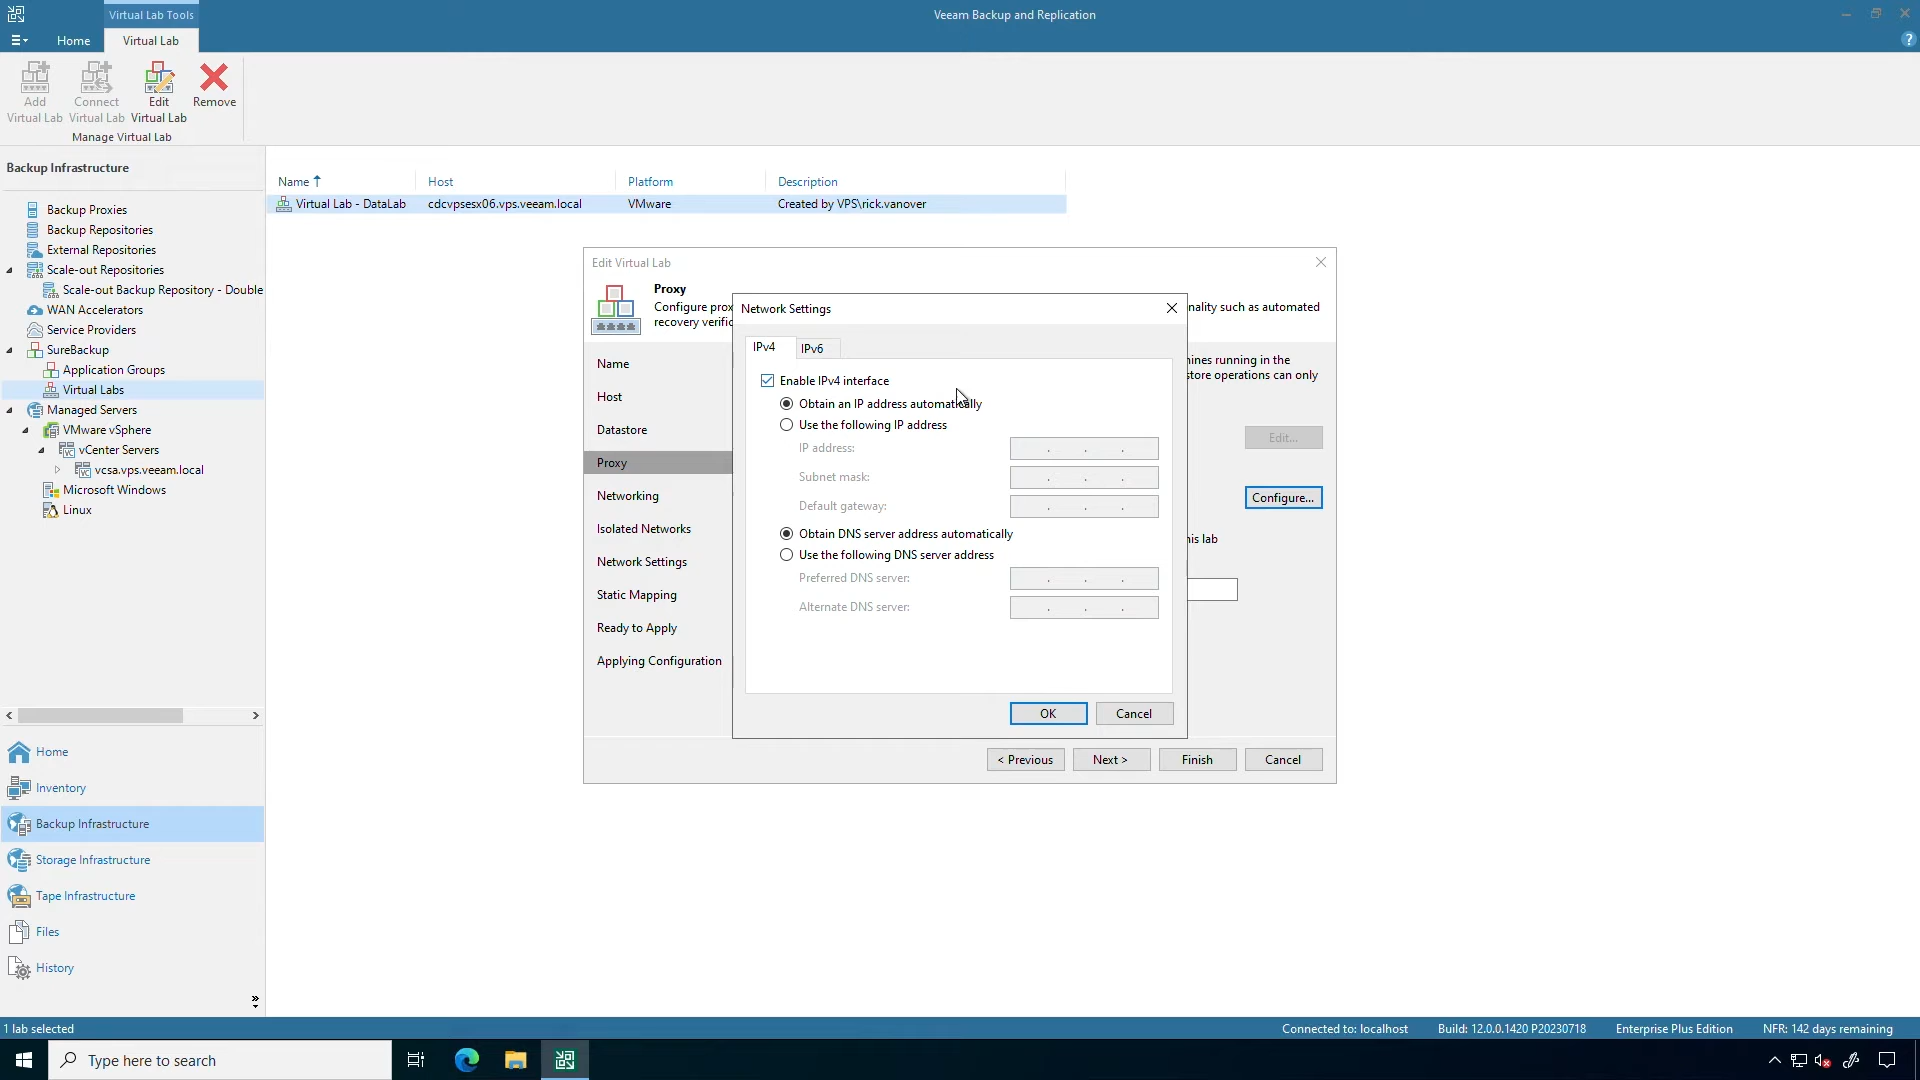 Virtual Lab Tools
Veeam Backup and Replication
Home
Virtual Lab
Add
Virtual Lab
Connect
Virtual Lab
Edit
Virtual Lab
Remove
Manage Virtual Lab
Backup Infrastructure
Backup Proxies
Backup Repositories
External Repositories
Scale-out Repositories
Scale-out Backup Repository - Double
WAN Accelerators
Service Providers
SureBackup
Application Groups
Virtual Labs
Managed Servers
VMware vSphere
vCenter Servers
vcsa.vps.veeam.local
Microsoft Windows
Linux
Home
Inventory
Backup Infrastructure
Storage Infrastructure
Tape Infrastructure
Files
History
Name Host Platform Description
Virtual Lab - DataLab cdcvpsesx06.vps.veeam.local VMware Created by VPS\rick.vanover
Edit Virtual Lab
Proxy
Configure prox
nality such as automated
recovery verific
Name
Host
Datastore
Proxy
Networking
Isolated Networks
Network Settings
Static Mapping
Ready to Apply
Applying Configuration
Network Settings
IPv4 IPv6
Enable IPv4 interface
Obtain an IP address automatically
Use the following IP address
IP address:
Subnet mask:
Default gateway:
Obtain DNS server address automatically
Use the following DNS server address
Preferred DNS server:
Alternate DNS server:
OK Cancel
ines running in the
store operations can only
Edit...
Configure...
his lab
< Previous Next > Finish Cancel
1 lab selected
Connected to: localhost Build: 12.0.0.1420 P20230718 Enterprise Plus Edition NFR: 142 days remaining
Type here to search